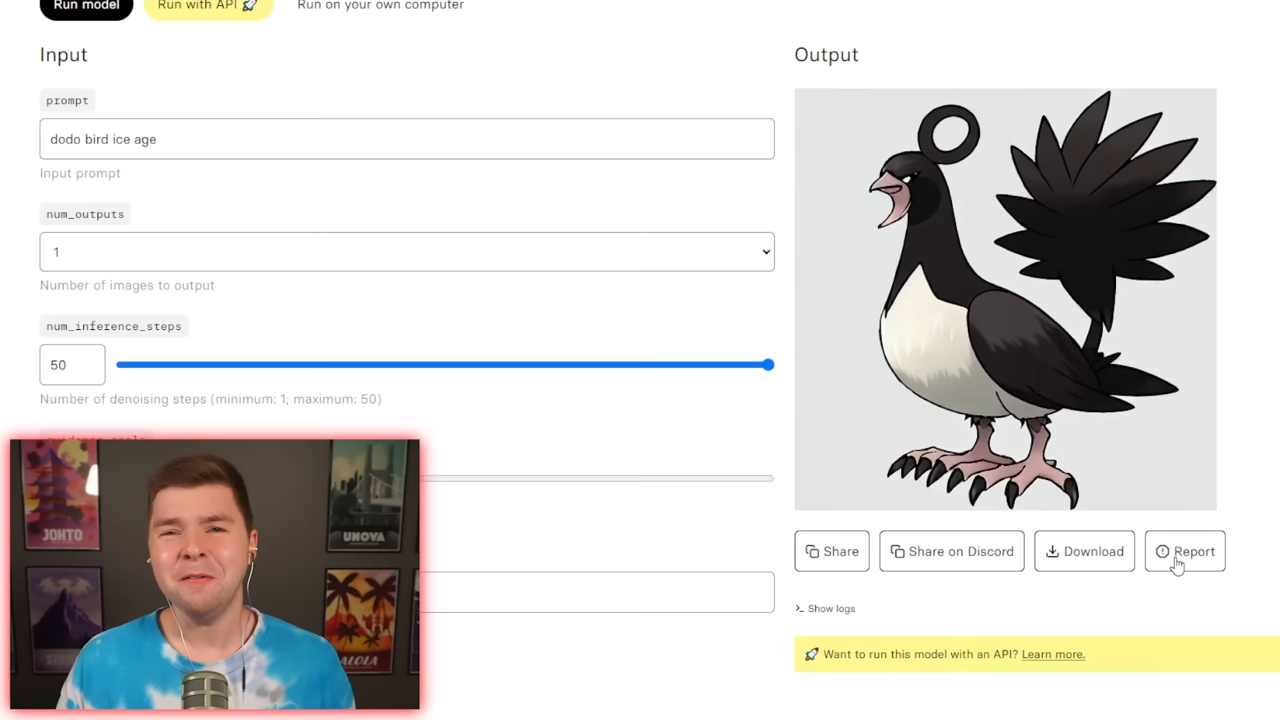 Run model
Run with API 🚀
Run on your own computer
Input
prompt
dodo bird ice age
Input prompt
num_outputs
1
Number of images to output
num_inference_steps
50
Number of denoising steps (minimum: 1; maximum: 50)
JOHTO
UNOVA
ALOLA
Output
Share
Share on Discord
Download
Report
>_ Show logs
🚀 Want to run this model with an API? Learn more.